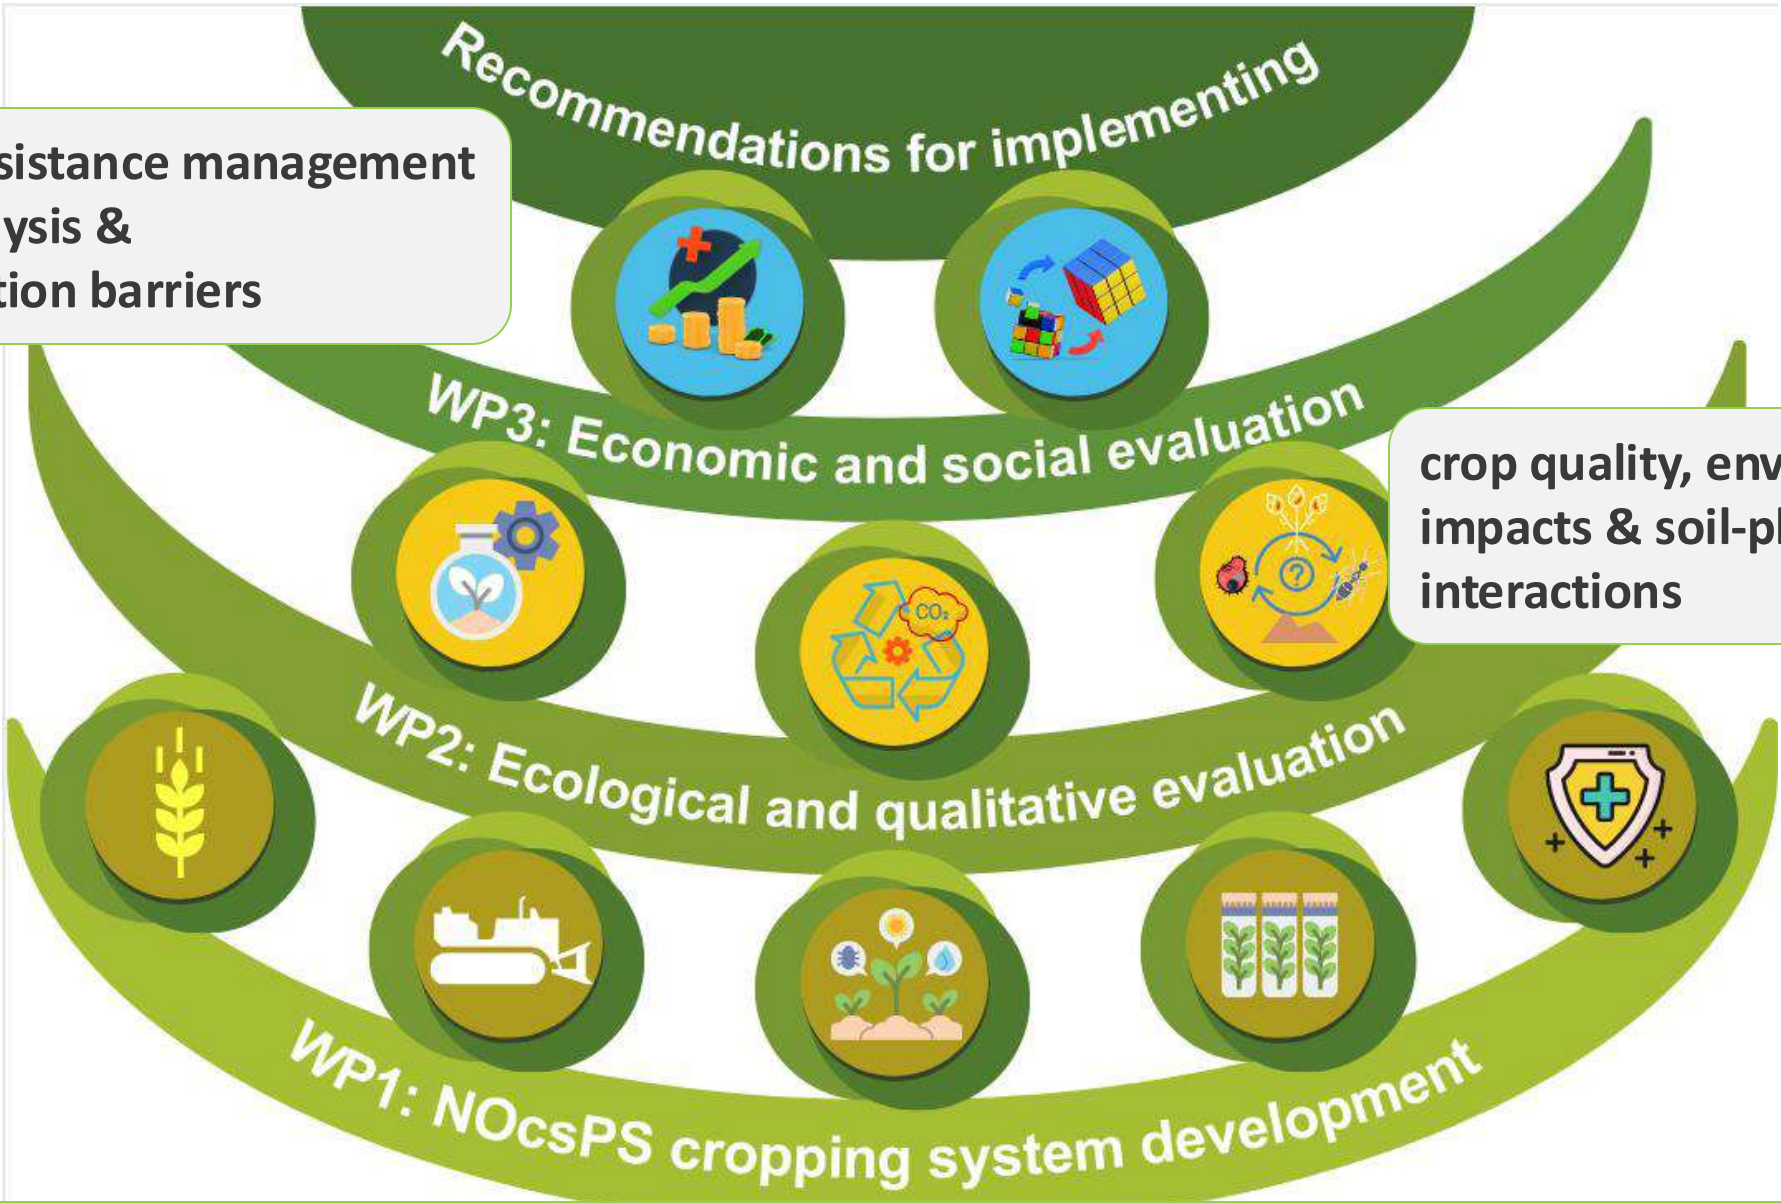 Recommendations for implementing
sistance management
ysis &
tion barriers
WP3: Economic and social evaluation
crop quality, env
impacts & soil-pl
interactions
CO₂
?
WP2: Ecological and qualitative evaluation
WP1: NOcsPS cropping system development